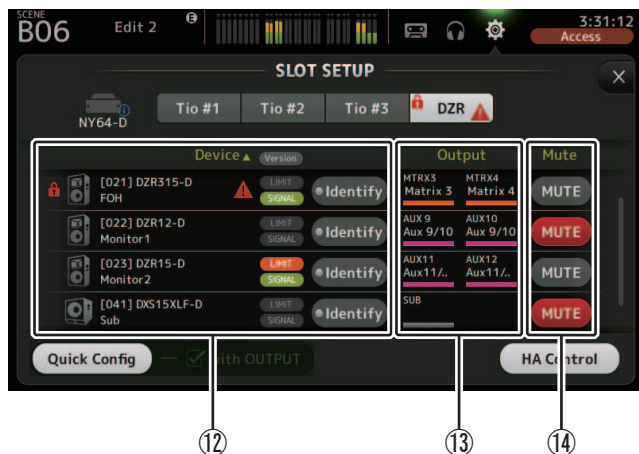 SCENE
B06 Edit 2 E 3:31:12
Access
SLOT SETUP
NY64-D
Tio #1 Tio #2 Tio #3 DZR
Device Version Output Mute
[021] DZR315-D
FOH
LIMIT
SIGNAL
Identify
MTRX3 MTRX4
Matrix 3 Matrix 4
MUTE
[022] DZR12-D
Monitor1
LIMIT
SIGNAL
Identify
AUX 9 AUX10
Aux 9/10 Aux 9/10
MUTE
[023] DZR15-D
Monitor2
LIMIT
SIGNAL
Identify
AUX11 AUX12
Aux11/.. Aux11/..
MUTE
[041] DXS15XLF-D
Sub
LIMIT
SIGNAL
Identify
SUB
MUTE
Quick Config with OUTPUT HA Control
⑫ ⑬ ⑭